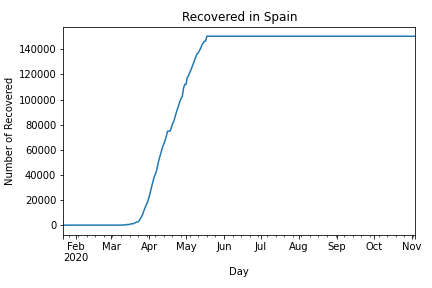 Recovered in Spain
Number of Recovered
140000
120000
100000
80000
60000
40000
20000
0
Feb Mar Apr May Jun Jul Aug Sep Oct Nov
2020
Day